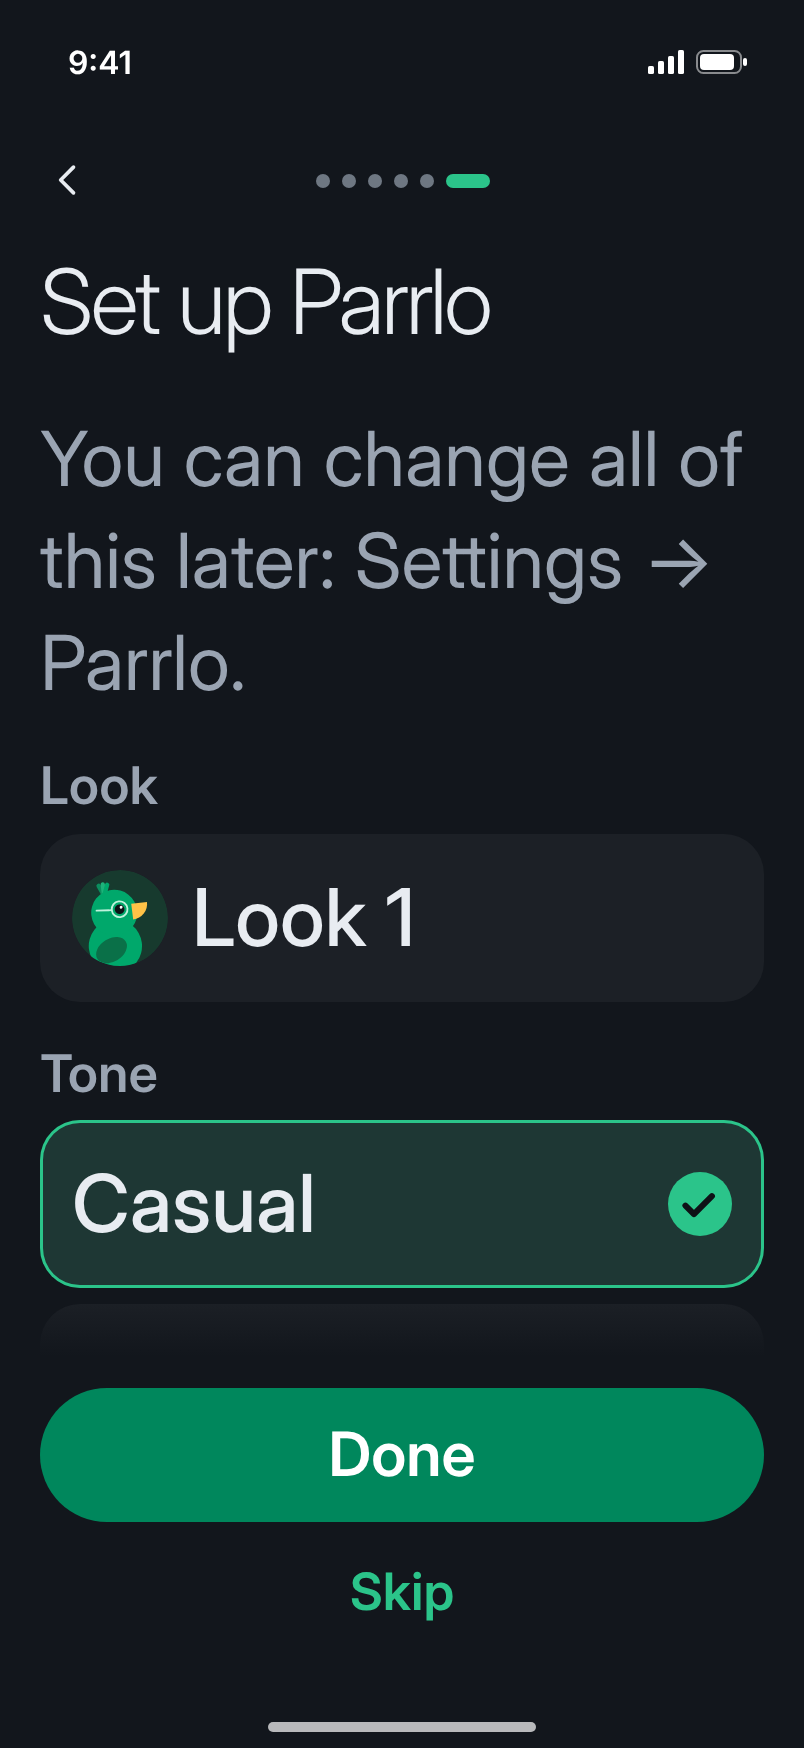 9:41
Set up Parrlo
You can change all of
this later: Settings →
Parrlo.
Look
Look 1
Tone
Casual
Done
Skip